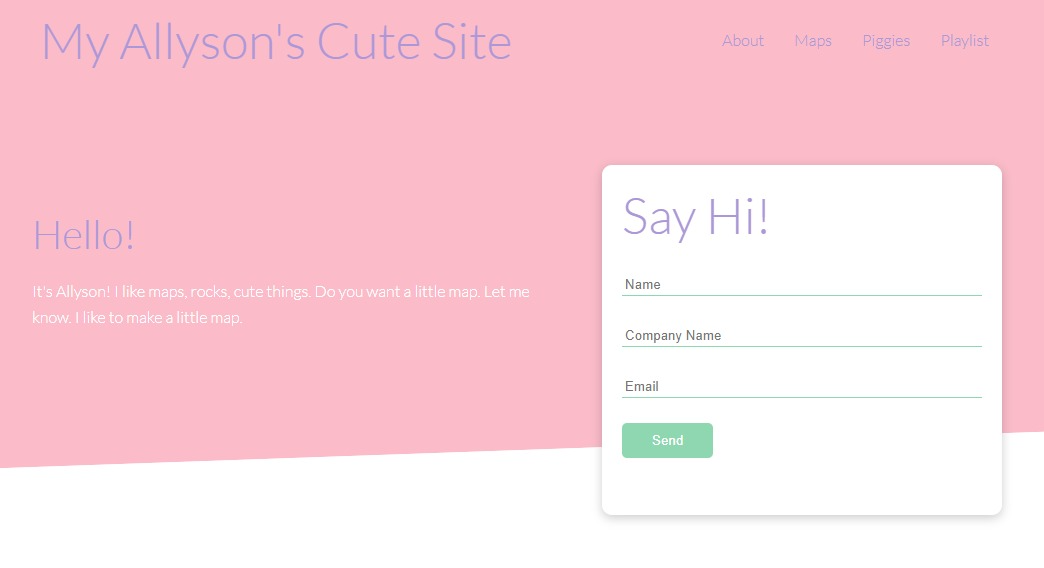 My Allyson's Cute Site
About Maps Piggies Playlist
Hello!
It's Allyson! I like maps, rocks, cute things. Do you want a little map. Let me
know. I like to make a little map.
Say Hi!
Name
Company Name
Email
Send